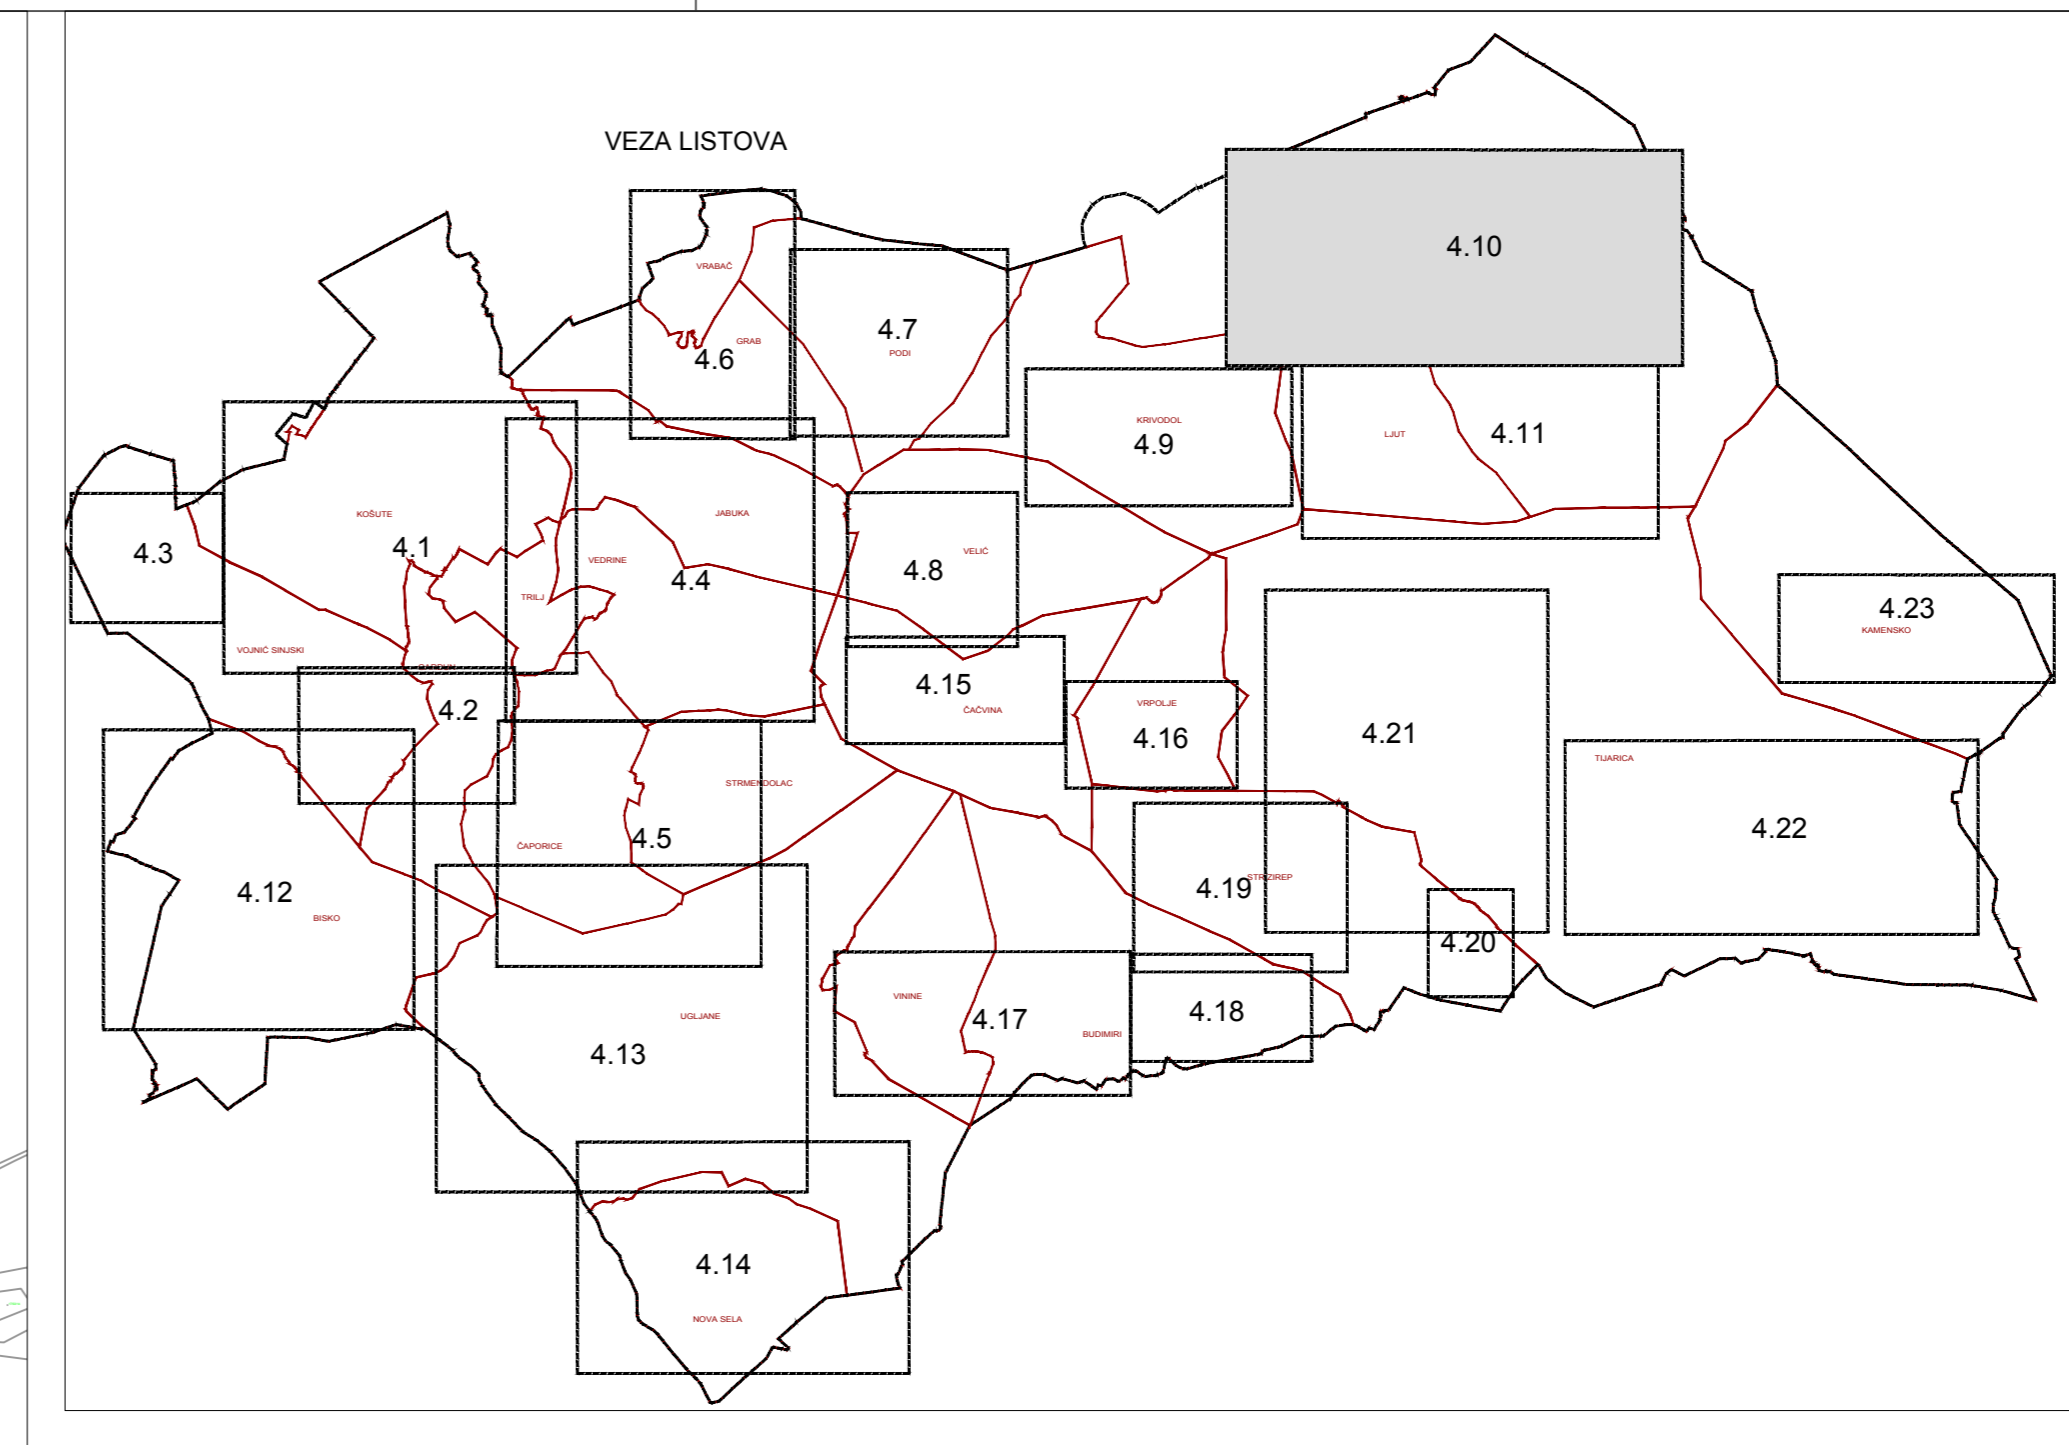 VEZA LISTOVA
4.10
VRABAČ
4.7
GRAB
PODI
4.6
KRIVODOL
4.9
LJUT
4.11
KOŠUTE
JABUKA
4.1
4.3
VELIĆ
VEDRINE
4.8
4.4
TRILJ
4.23
KAMENSKO
VOJNIĆ SINJSKI
GARDUN
4.15
4.2
ČAČVINA
VRPOLJE
4.16
4.21
TIJARICA
STRMENDOLAC
4.22
4.5
ČAPORICE
4.12
4.19
STRIZIREP
BISKO
4.20
VININE
4.17
4.18
UGLJANE
BUDIMIRI
4.13
4.14
NOVA SELA